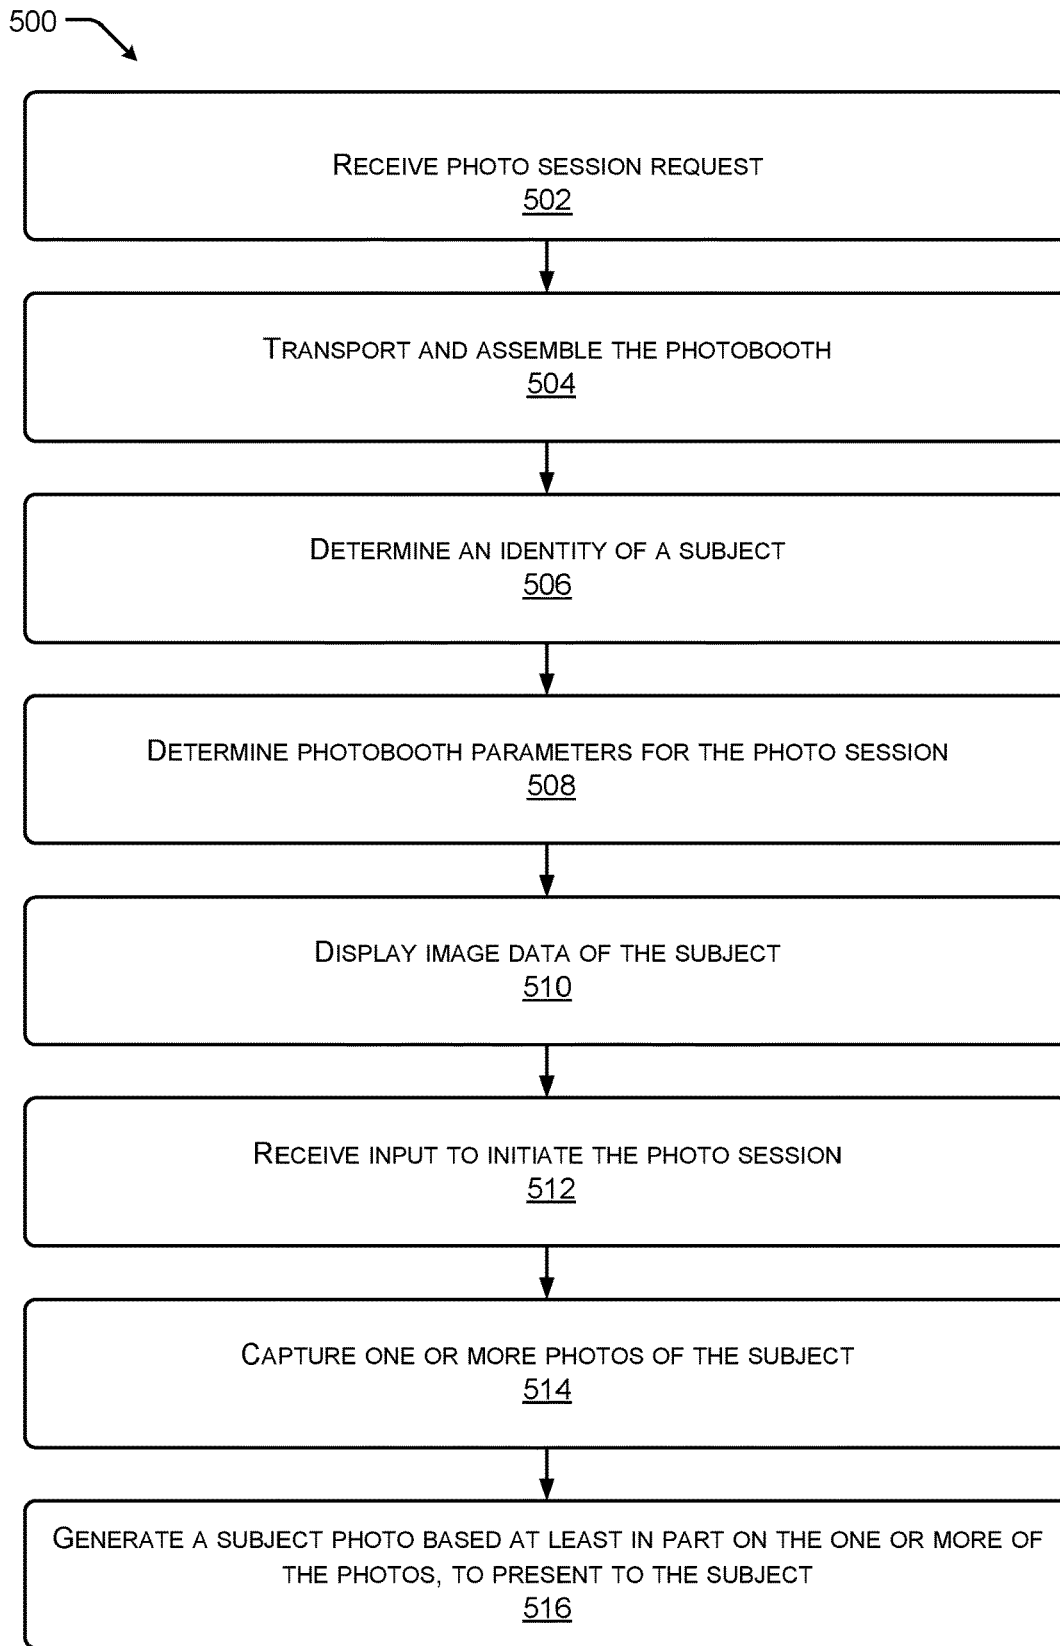 500
RECEIVE PHOTO SESSION REQUEST
502
TRANSPORT AND ASSEMBLE THE PHOTOBOOTH
504
DETERMINE AN IDENTITY OF A SUBJECT
506
DETERMINE PHOTOBOOTH PARAMETERS FOR THE PHOTO SESSION
508
DISPLAY IMAGE DATA OF THE SUBJECT
510
RECEIVE INPUT TO INITIATE THE PHOTO SESSION
512
CAPTURE ONE OR MORE PHOTOS OF THE SUBJECT
514
GENERATE A SUBJECT PHOTO BASED AT LEAST IN PART ON THE ONE OR MORE OF
THE PHOTOS, TO PRESENT TO THE SUBJECT
516